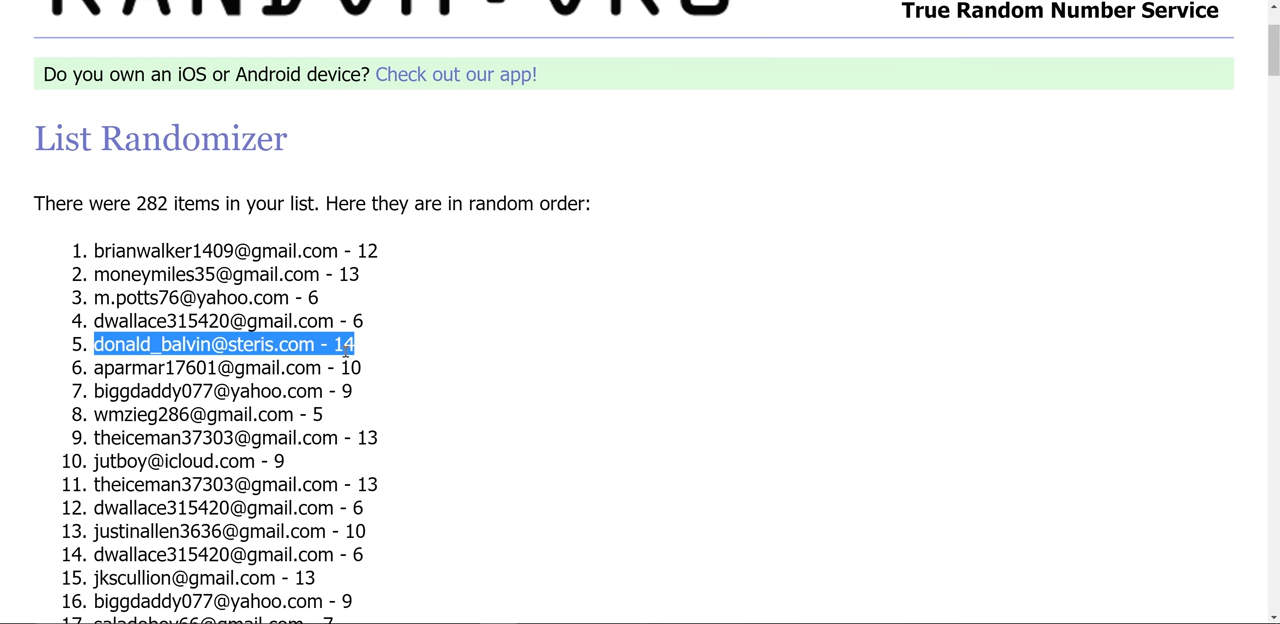 RANDOM.ORG
True Random Number Service
Do you own an iOS or Android device? Check out our app!
List Randomizer
There were 282 items in your list. Here they are in random order:
1. brianwalker1409@gmail.com - 12
2. moneymiles35@gmail.com - 13
3. m.potts76@yahoo.com - 6
4. dwallace315420@gmail.com - 6
5. donald_balvin@steris.com - 14
6. aparmar17601@gmail.com - 10
7. biggdaddy077@yahoo.com - 9
8. wmzieg286@gmail.com - 5
9. theiceman37303@gmail.com - 13
10. jutboy@icloud.com - 9
11. theiceman37303@gmail.com - 13
12. dwallace315420@gmail.com - 6
13. justinallen3636@gmail.com - 10
14. dwallace315420@gmail.com - 6
15. jkscullion@gmail.com - 13
16. biggdaddy077@yahoo.com - 9